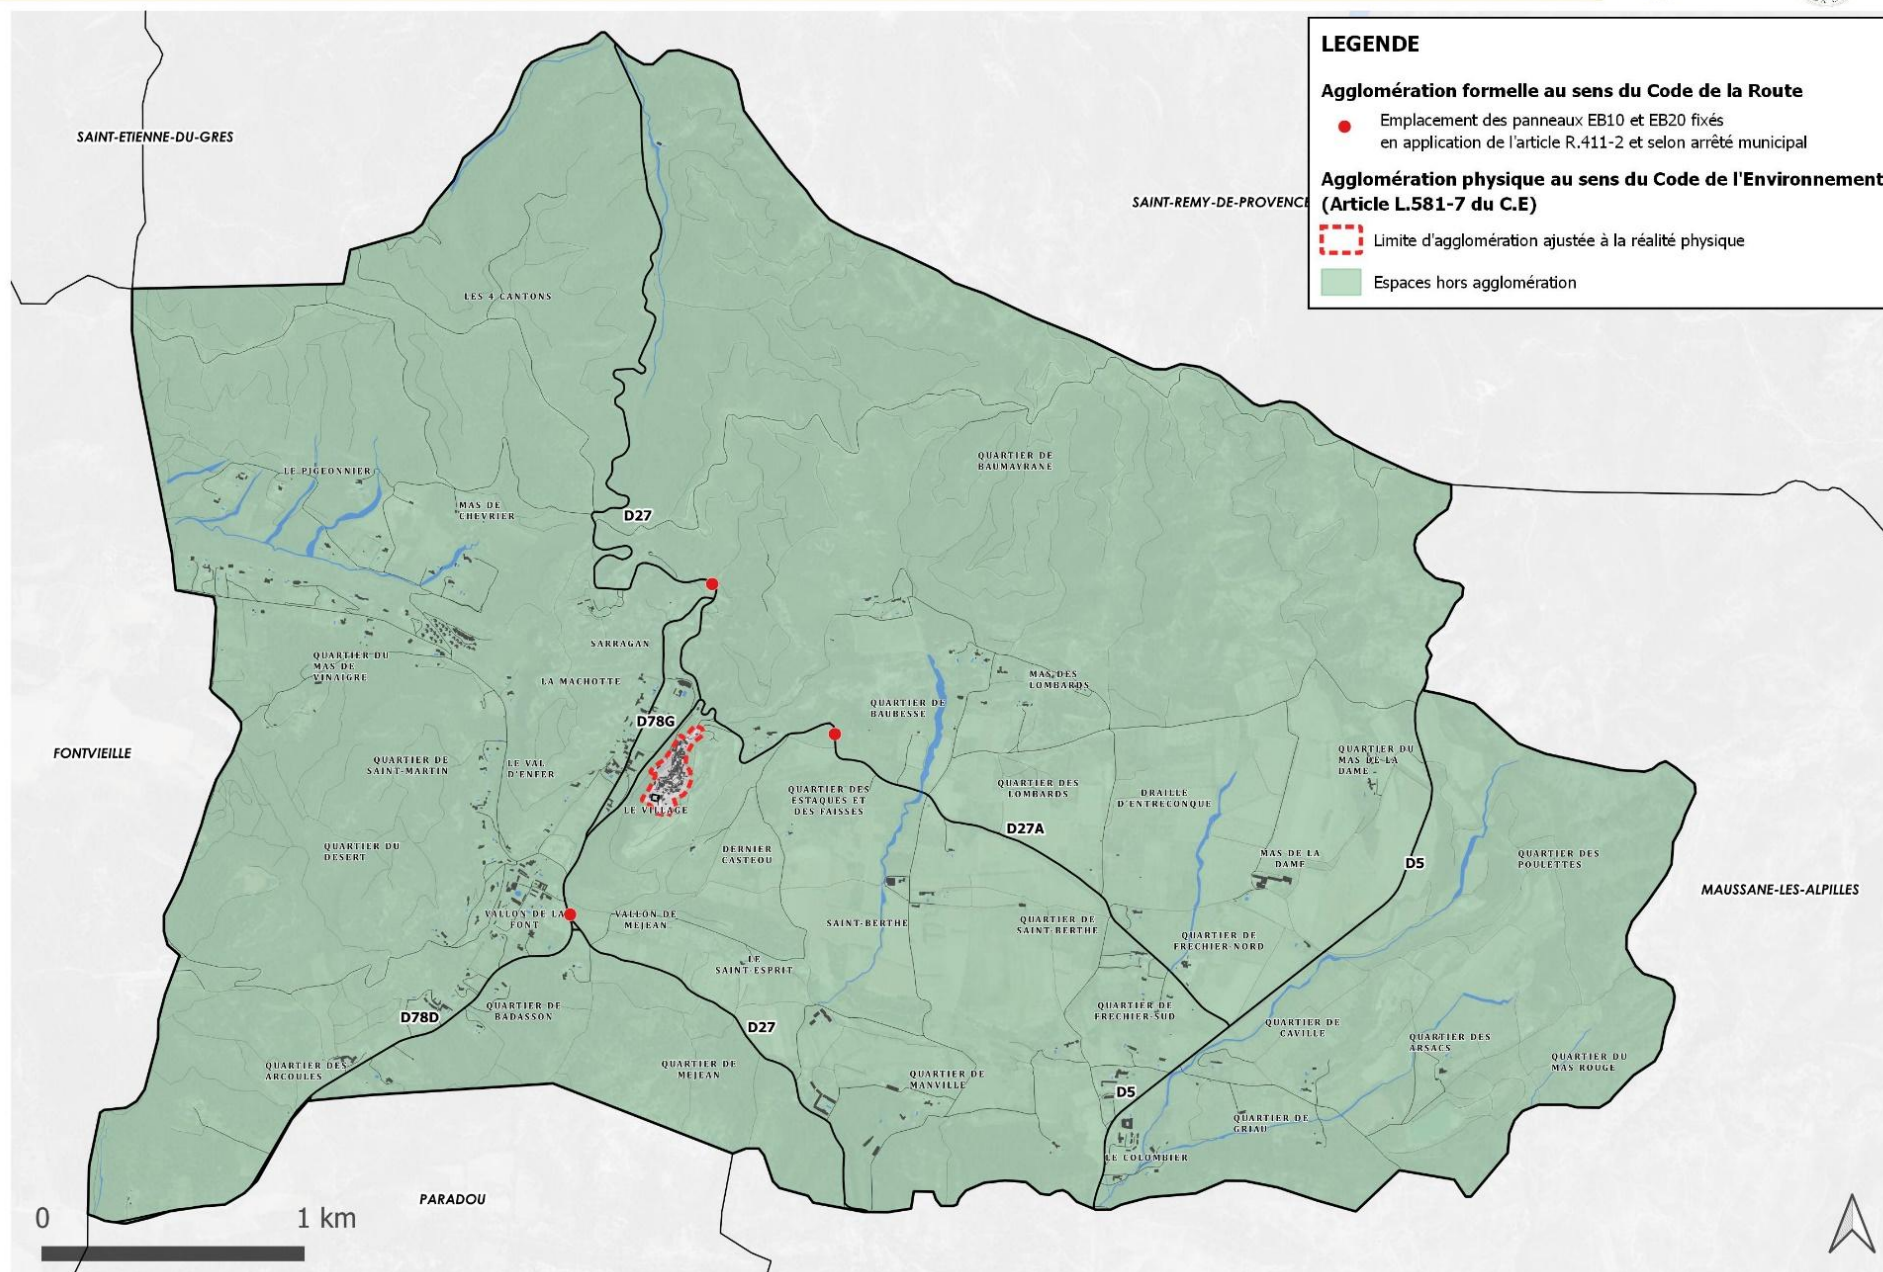 LEGENDE
Agglomération formelle au sens du Code de la Route
Emplacement des panneaux EB10 et EB20 fixés
en application de l'article R.411-2 et selon arrêté municipal
Agglomération physique au sens du Code de l'Environnement
(Article L.581-7 du C.E)
Limite d'agglomération ajustée à la réalité physique
Espaces hors agglomération
SAINT-ETIENNE-DU-GRES
SAINT-REMY-DE-PROVENCE
LES 4 CANTONS
QUARTIER DE
BAUMAYRANE
LE PIGEONNIER
MAS DE
CHEVRIER
D27
SARRAGAN
QUARTIER DU
MAS DE
VINAIGRE
LA MACHOTTE
MAS DES
LOMBARDS
QUARTIER DE
BAUBESSE
D78G
FONTVIEILLE
QUARTIER DE
SAINT-MARTIN
LE VAL
D'ENFER
QUARTIER DU
MAS DE LA
DAME
QUARTIER DES
ESTAQUES ET
DES FAISSES
QUARTIER DES
LOMBARDS
DRAILLE
D'ENTRECONQUE
LE VILLAGE
D27A
QUARTIER DU
DESERT
DERNIER
CASTEOU
MAS DE LA
DAME
D5
QUARTIER DES
POULETTES
MAUSSANE-LES-ALPILLES
VALLON DE LA
FONT
VALLON DE
MEJEAN
SAINT-BERTHE
QUARTIER DE
SAINT-BERTHE
QUARTIER DE
FRECHIER-NORD
LE
SAINT-ESPRIT
QUARTIER DE
BADASSON
D78D
D27
QUARTIER DE
FRECHIER-SUD
QUARTIER DE
CAVILLE
QUARTIER DES
ARSACS
QUARTIER DU
MAS ROUGE
QUARTIER DES
ARCOULES
QUARTIER DE
MEJEAN
QUARTIER DE
MANVILLE
D5
QUARTIER DE
GRIAU
LE COLOMBIER
PARADOU
0 1 km